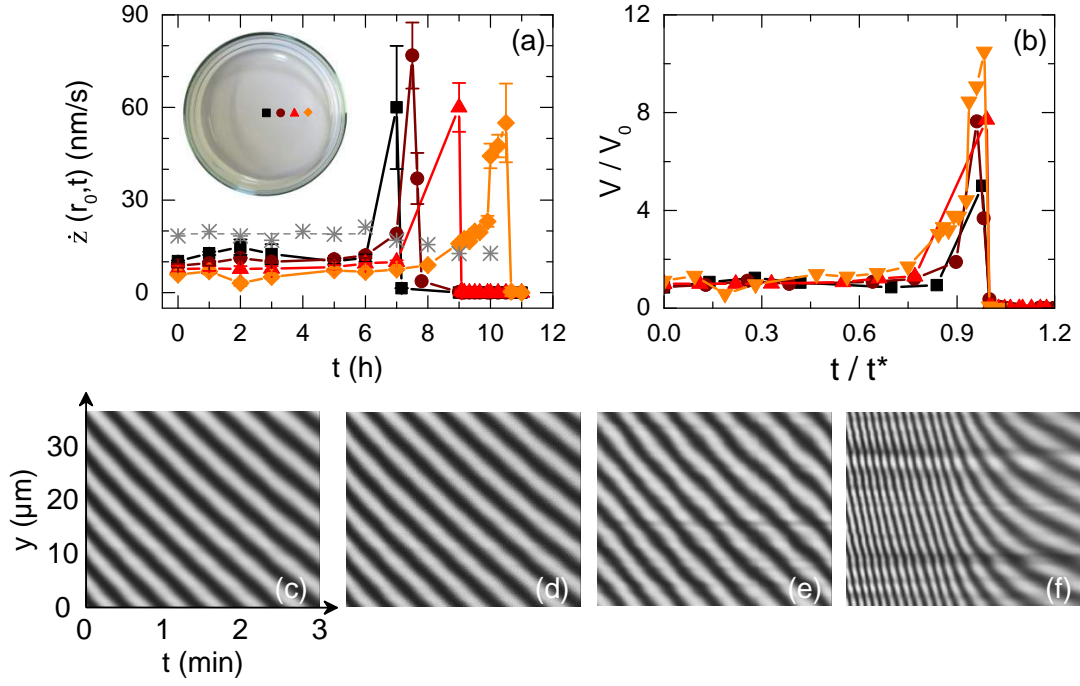 (a)
ż (r₀,t) (nm/s)
90
60
30
0
0 2 4 6 8 10 12
t (h)
(b)
V / V₀
12
8
4
0
0.0 0.3 0.6 0.9 1.2
t / t*
y (µm)
30
20
10
0
0 1 2 3
t (min)
(c)
(d)
(e)
(f)